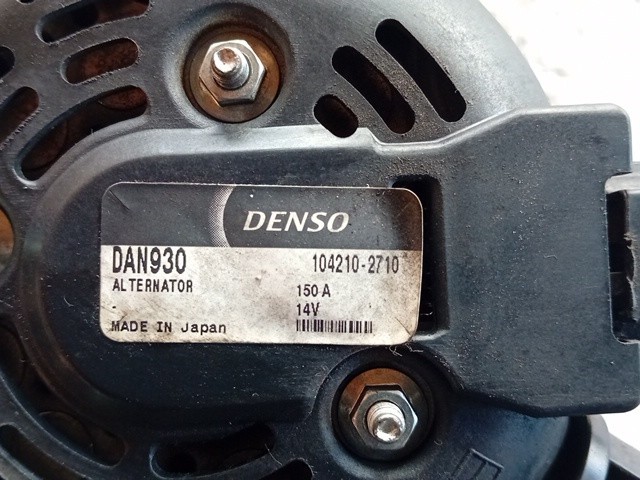 DENSO
DAN930 104210-2710
ALTERNATOR 150 A
14V
MADE IN Japan